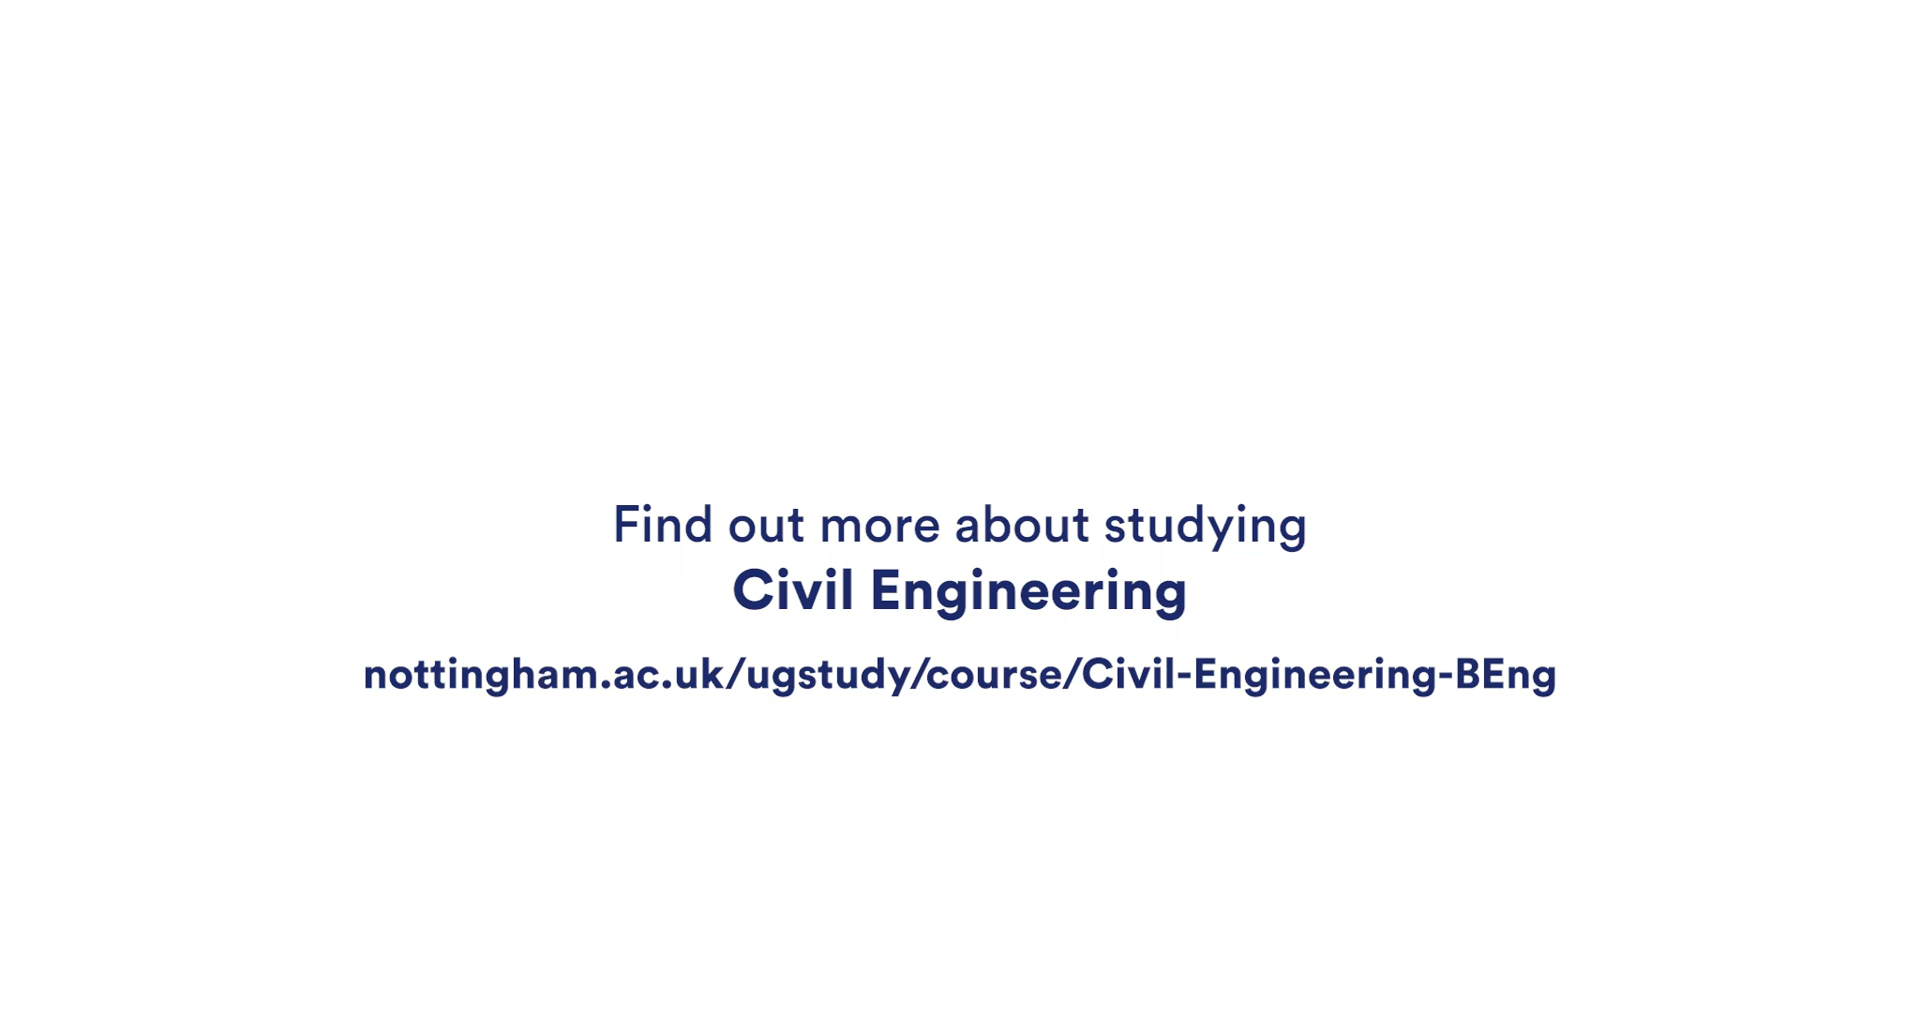 Find out more about studying
Civil Engineering
nottingham.ac.uk/ugstudy/course/Civil-Engineering-BEng